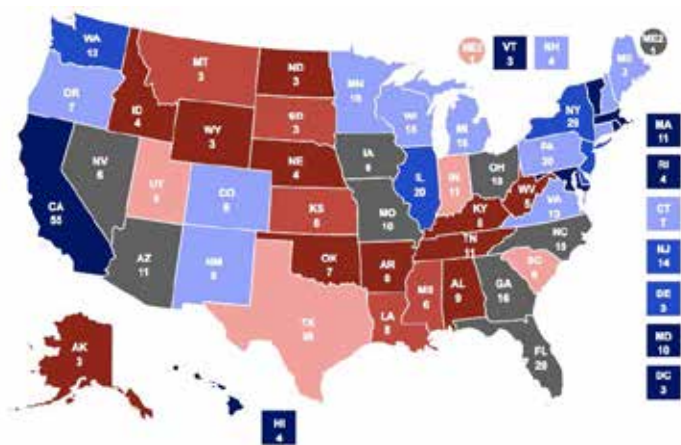 WA
12
OR
7
CA
55
NV
6
ID
4
MT
3
WY
3
UT
6
AZ
11
CO
9
NM
5
ND
3
SD
3
NE
4
KS
6
OK
7
TX
38
MN
10
IA
6
MO
10
AR
6
LA
8
WI
10
IL
20
MI
16
IN
11
OH
18
KY
8
TN
11
MS
6
AL
9
GA
16
FL
29
SC
9
NC
15
VA
13
WV
5
PA
20
NY
29
ME
2
NE2
1
VT
3
NH
4
ME2
1
MA
11
RI
4
CT
7
NJ
14
DE
3
MD
10
DC
3
AK
3
HI
4